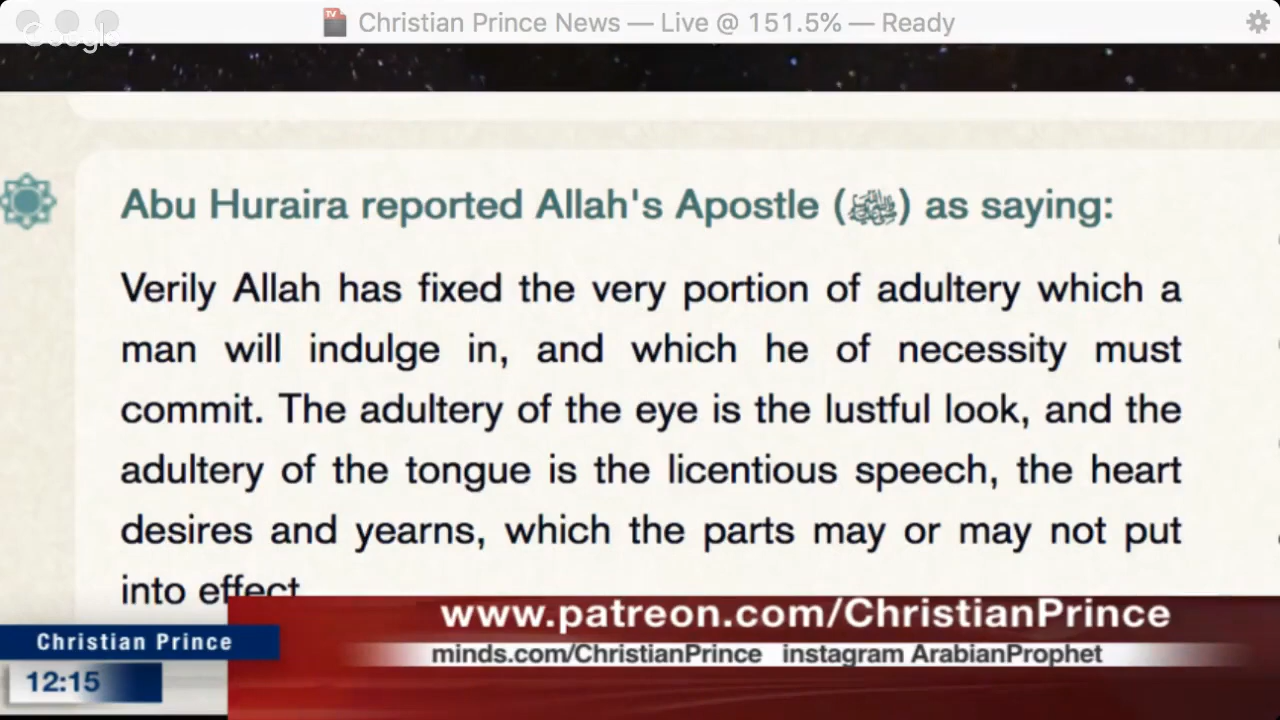 Christian Prince News — Live @ 151.5% — Ready
Google
Abu Huraira reported Allah's Apostle (ﷺ) as saying:
Verily Allah has fixed the very portion of adultery which a
man will indulge in, and which he of necessity must
commit. The adultery of the eye is the lustful look, and the
adultery of the tongue is the licentious speech, the heart
desires and yearns, which the parts may or may not put
into effect
www.patreon.com/ChristianPrince
Christian Prince
minds.com/ChristianPrince instagram ArabianProphet
12:15